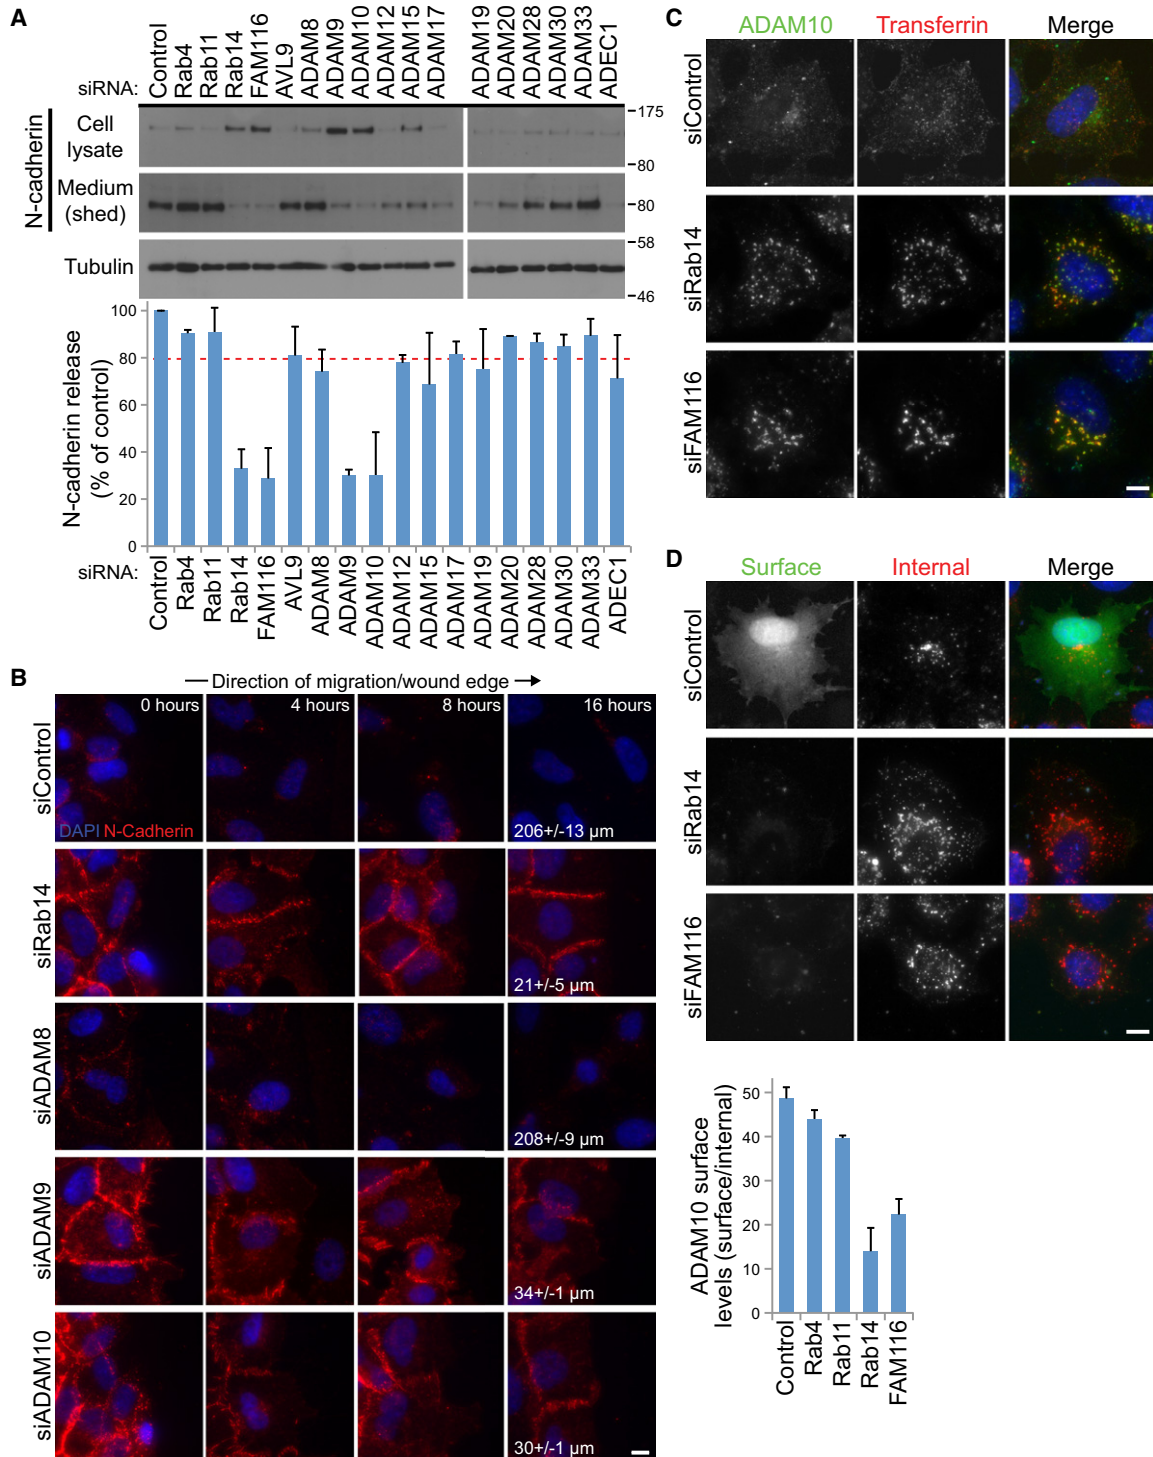 A
siRNA:
Control
Rab4
Rab11
Rab14
FAM116
AVL9
ADAM8
ADAM9
ADAM10
ADAM12
ADAM15
ADAM17
ADAM19
ADAM20
ADAM28
ADAM30
ADAM33
ADEC1
N-cadherin
Cell
lysate
175
80
Medium
(shed)
80
Tubulin
58
46
N-cadherin release
(% of control)
100
80
60
40
20
0
siRNA:
Control
Rab4
Rab11
Rab14
FAM116
AVL9
ADAM8
ADAM9
ADAM10
ADAM12
ADAM15
ADAM17
ADAM19
ADAM20
ADAM28
ADAM30
ADAM33
ADEC1
B
Direction of migration/wound edge
0 hours
4 hours
8 hours
16 hours
siControl
DAPI N-Cadherin
206+/-13 µm
siRab14
21+/-5 µm
siADAM8
208+/-9 µm
siADAM9
34+/-1 µm
siADAM10
30+/-1 µm
C
ADAM10
Transferrin
Merge
siControl
siRab14
siFAM116
D
Surface
Internal
Merge
siControl
siRab14
siFAM116
ADAM10 surface
levels (surface/internal)
50
40
30
20
10
0
Control
Rab4
Rab11
Rab14
FAM116